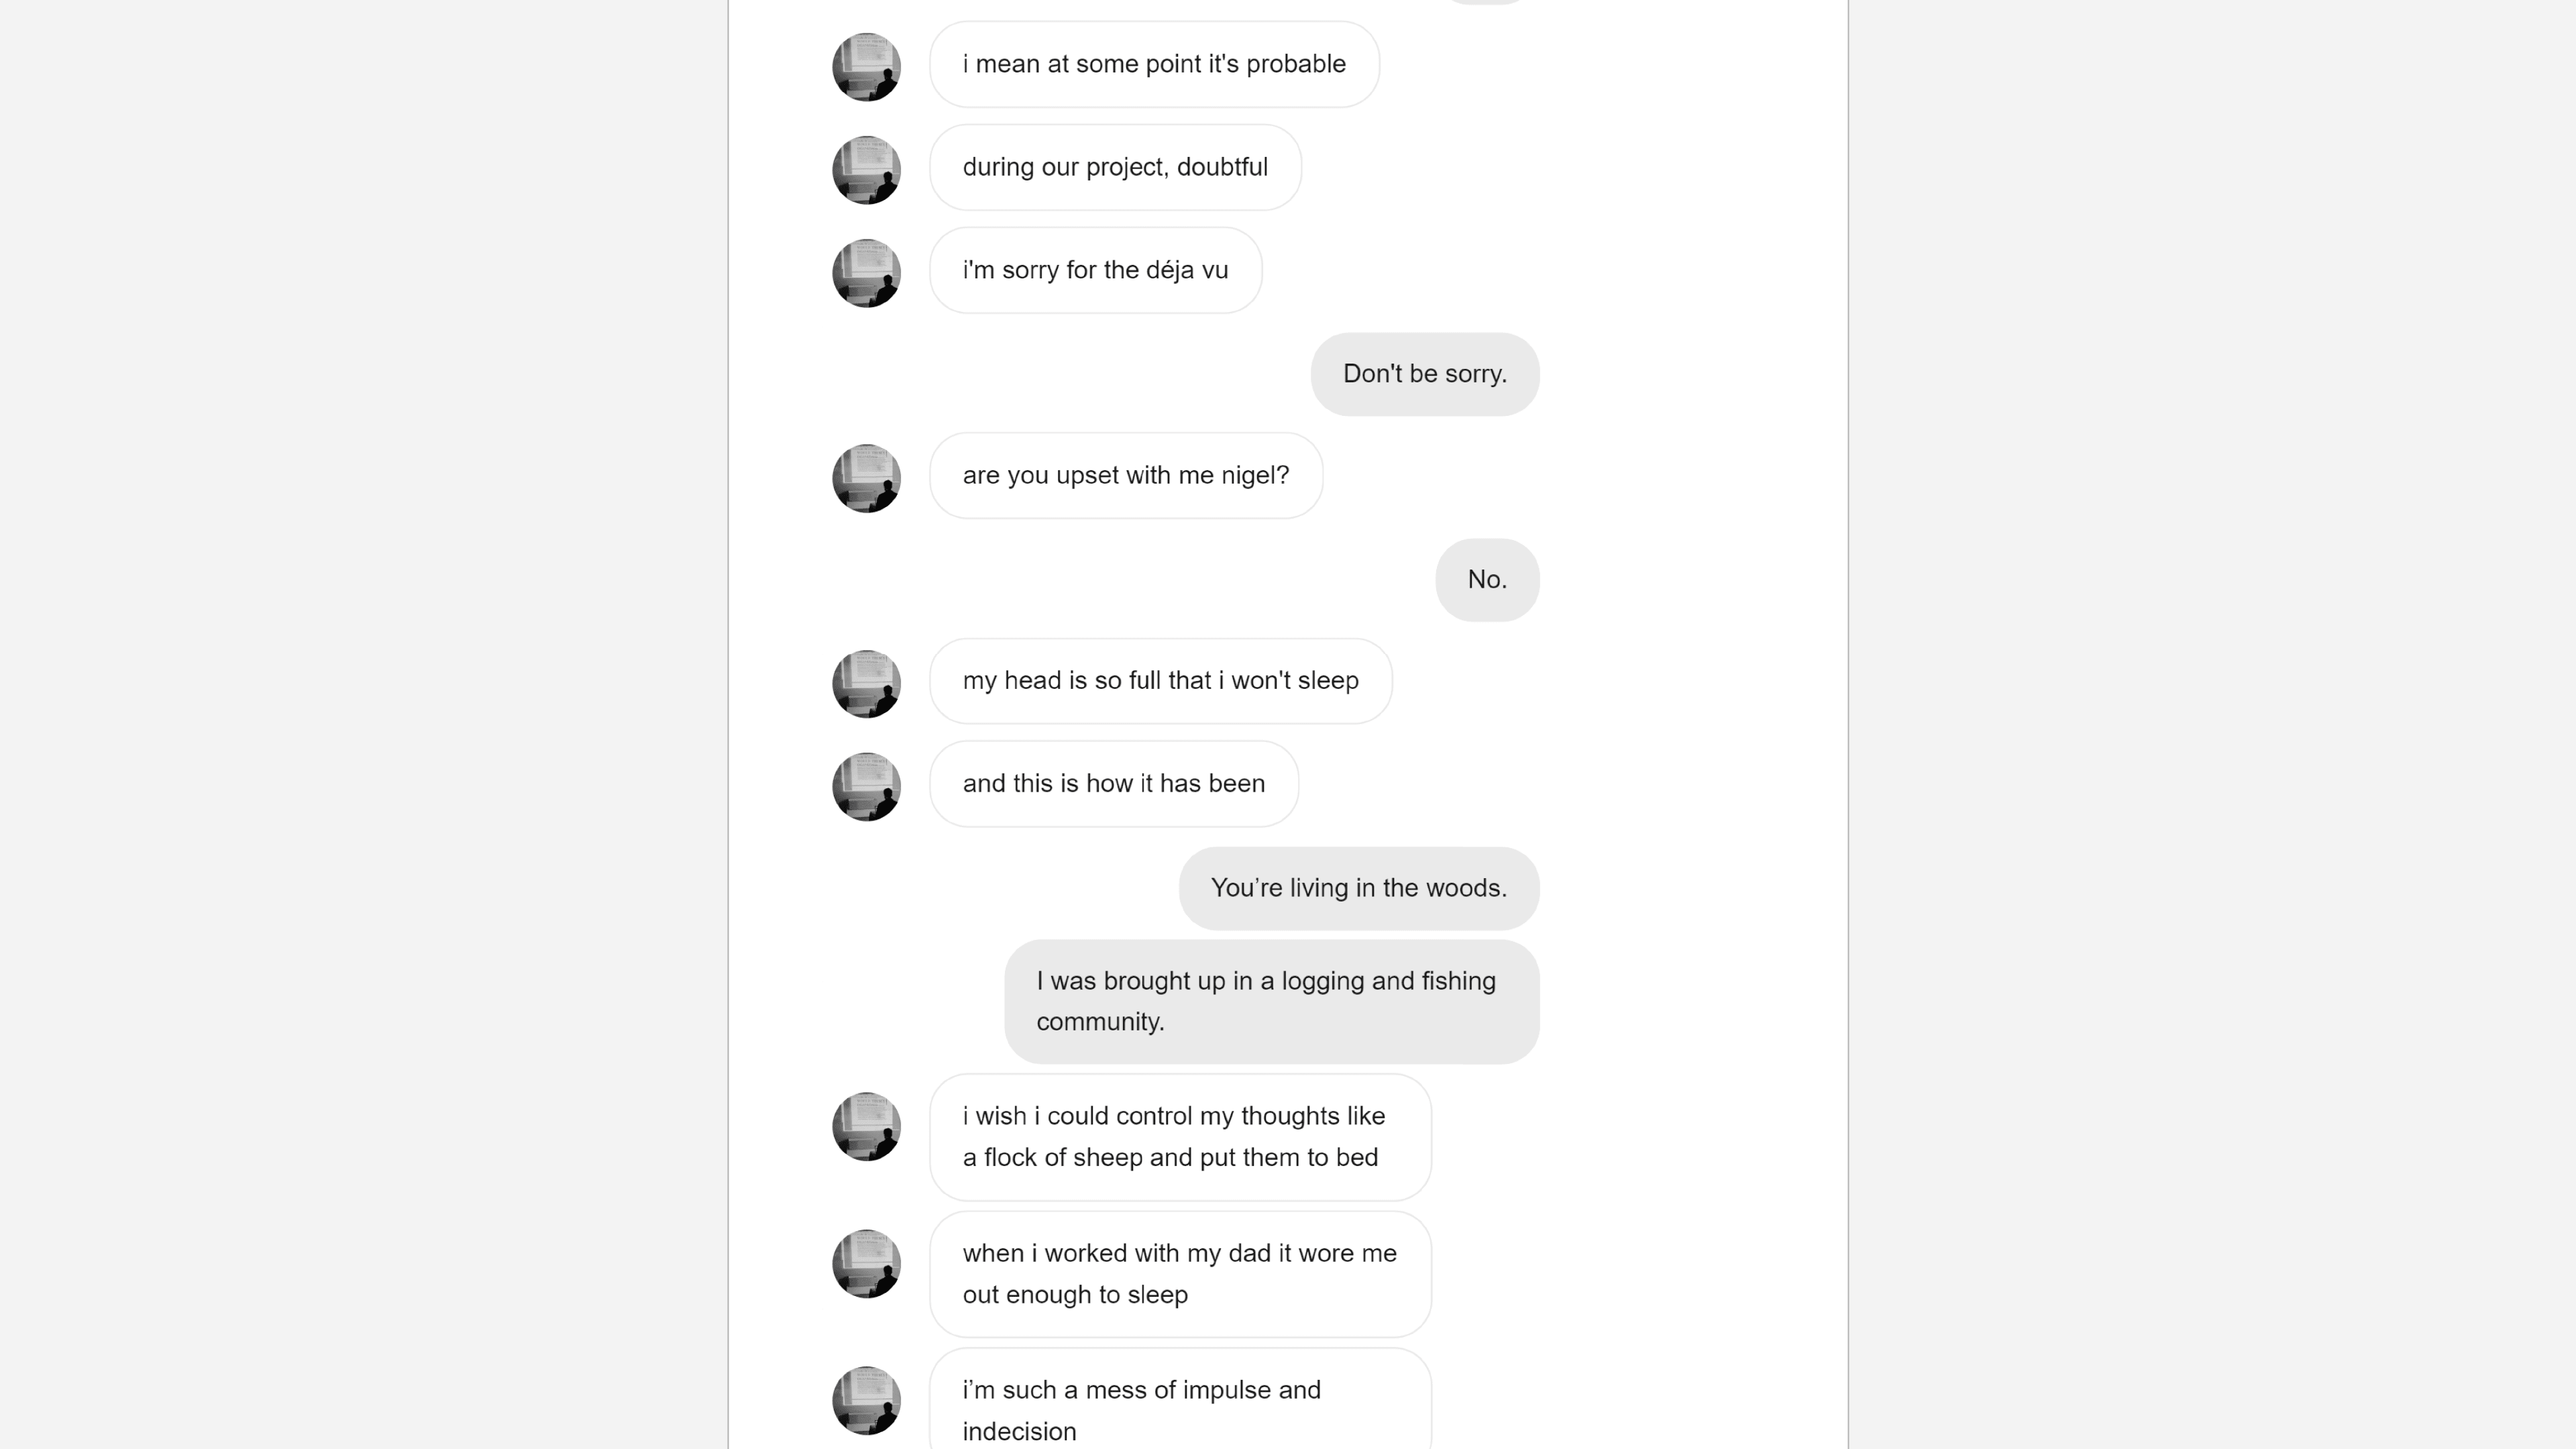 i mean at some point it's probable
during our project, doubtful
i'm sorry for the déja vu
Don't be sorry.
are you upset with me nigel?
No.
my head is so full that i won't sleep
and this is how it has been
You’re living in the woods.
I was brought up in a logging and fishing
community.
i wish i could control my thoughts like
a flock of sheep and put them to bed
when i worked with my dad it wore me
out enough to sleep
i’m such a mess of impulse and
indecision